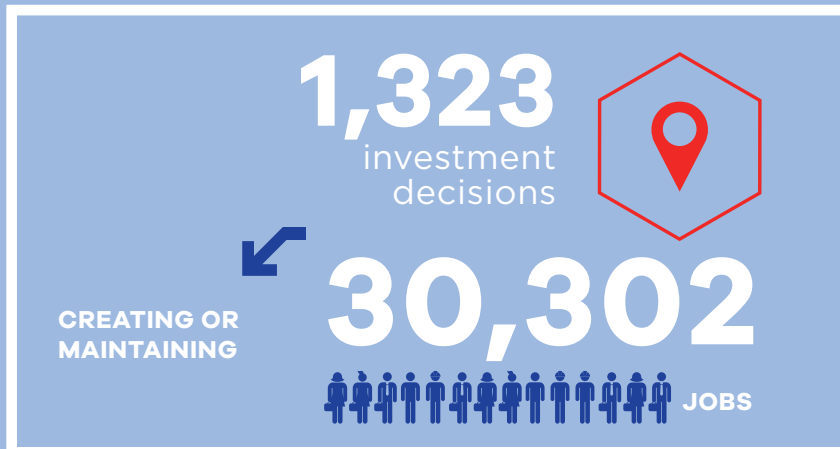 1,323
investment
decisions
CREATING OR
MAINTAINING
30,302
JOBS